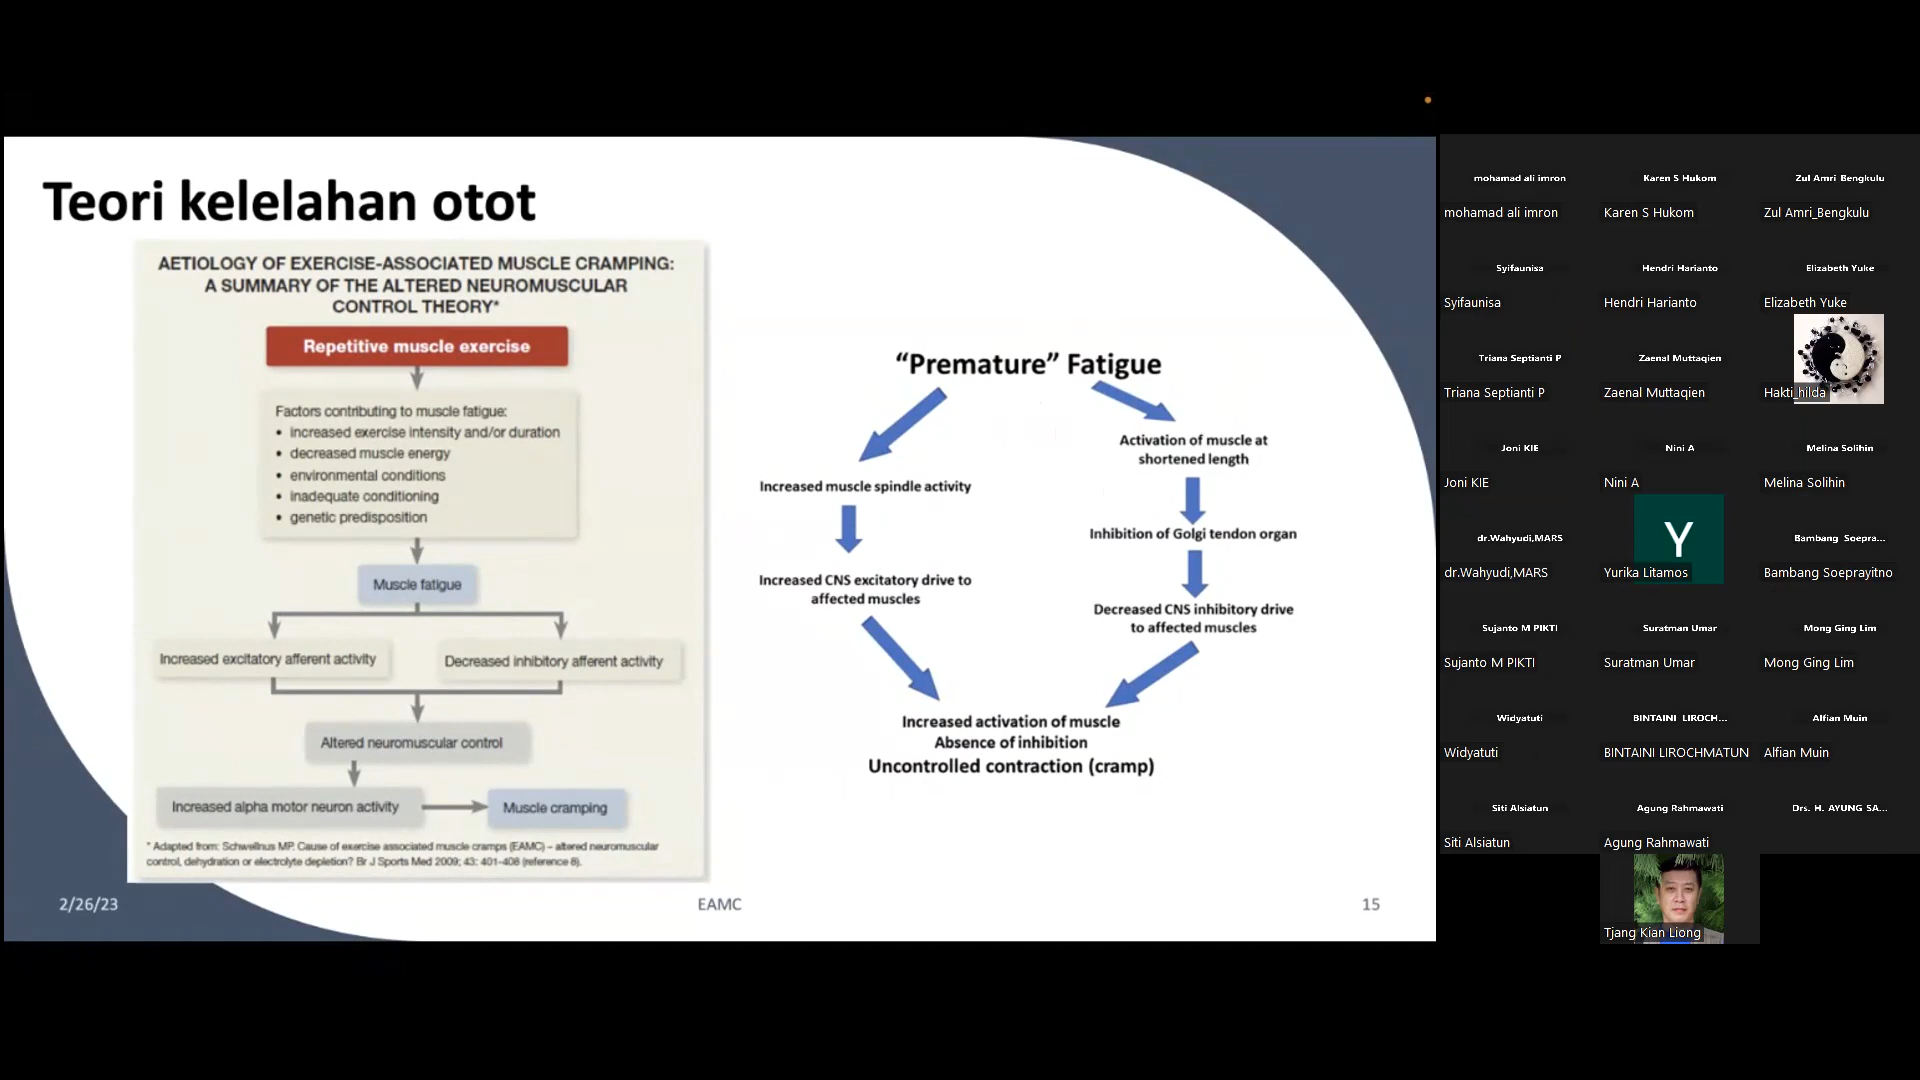 Teori kelelahan otot
AETIOLOGY OF EXERCISE-ASSOCIATED MUSCLE CRAMPING:
A SUMMARY OF THE ALTERED NEUROMUSCULAR
CONTROL THEORY*
Repetitive muscle exercise
Factors contributing to muscle fatigue:
• increased exercise intensity and/or duration
• decreased muscle energy
• environmental conditions
• inadequate conditioning
• genetic predisposition
Muscle fatigue
Increased excitatory afferent activity
Decreased inhibitory afferent activity
Altered neuromuscular control
Increased alpha motor neuron activity
Muscle cramping
* Adapted from: Schwellnus MP. Cause of exercise associated muscle cramps (EAMC) – altered neuromuscular
control, dehydration or electrolyte depletion? Br J Sports Med 2009; 43: 401-408 (reference 8).
“Premature” Fatigue
Increased muscle spindle activity
Increased CNS excitatory drive to
affected muscles
Activation of muscle at
shortened length
Inhibition of Golgi tendon organ
Decreased CNS inhibitory drive
to affected muscles
Increased activation of muscle
Absence of inhibition
Uncontrolled contraction (cramp)
2/26/23
EAMC
15
mohamad ali imron
Karen S Hukom
Zul Amri Bengkulu
mohamad ali imron
Karen S Hukom
Zul Amri_Bengkulu
Syifaunisa
Hendri Harianto
Elizabeth Yuke
Syifaunisa
Hendri Harianto
Elizabeth Yuke
Triana Septianti P
Zaenal Muttaqien
Triana Septianti P
Zaenal Muttaqien
Hakti_hilda
Joni KIE
Nini A
Melina Solihin
Joni KIE
Nini A
Melina Solihin
dr.Wahyudi,MARS
Y
Bambang Soepra...
dr.Wahyudi,MARS
Yurika Litamos
Bambang Soeprayitno
Sujanto M PIKTI
Suratman Umar
Mong Ging Lim
Sujanto M PIKTI
Suratman Umar
Mong Ging Lim
Widyatuti
BINTAINI LIROCH...
Alfian Muin
Widyatuti
BINTAINI LIROCHMATUN
Alfian Muin
Siti Alsiatun
Agung Rahmawati
Drs. H. AYUNG SA...
Siti Alsiatun
Agung Rahmawati
Tjang Kian Liong